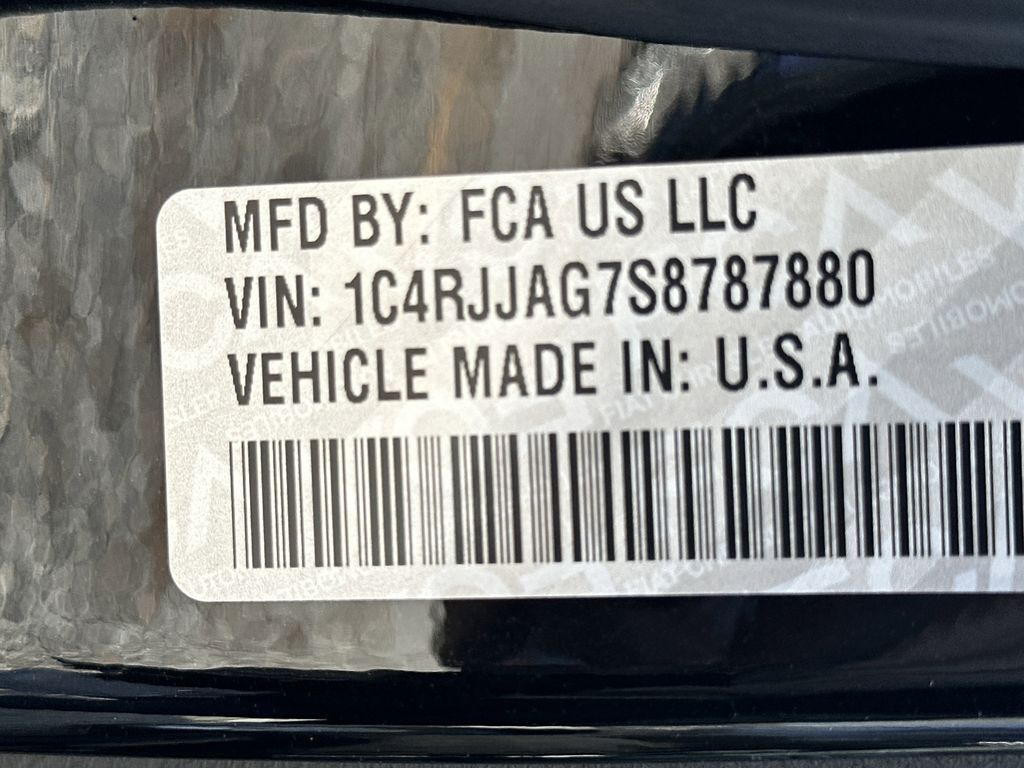 MFD BY: FCA US LLC
VIN: 1C4RJJAG7S8787880
VEHICLE MADE IN: U.S.A.